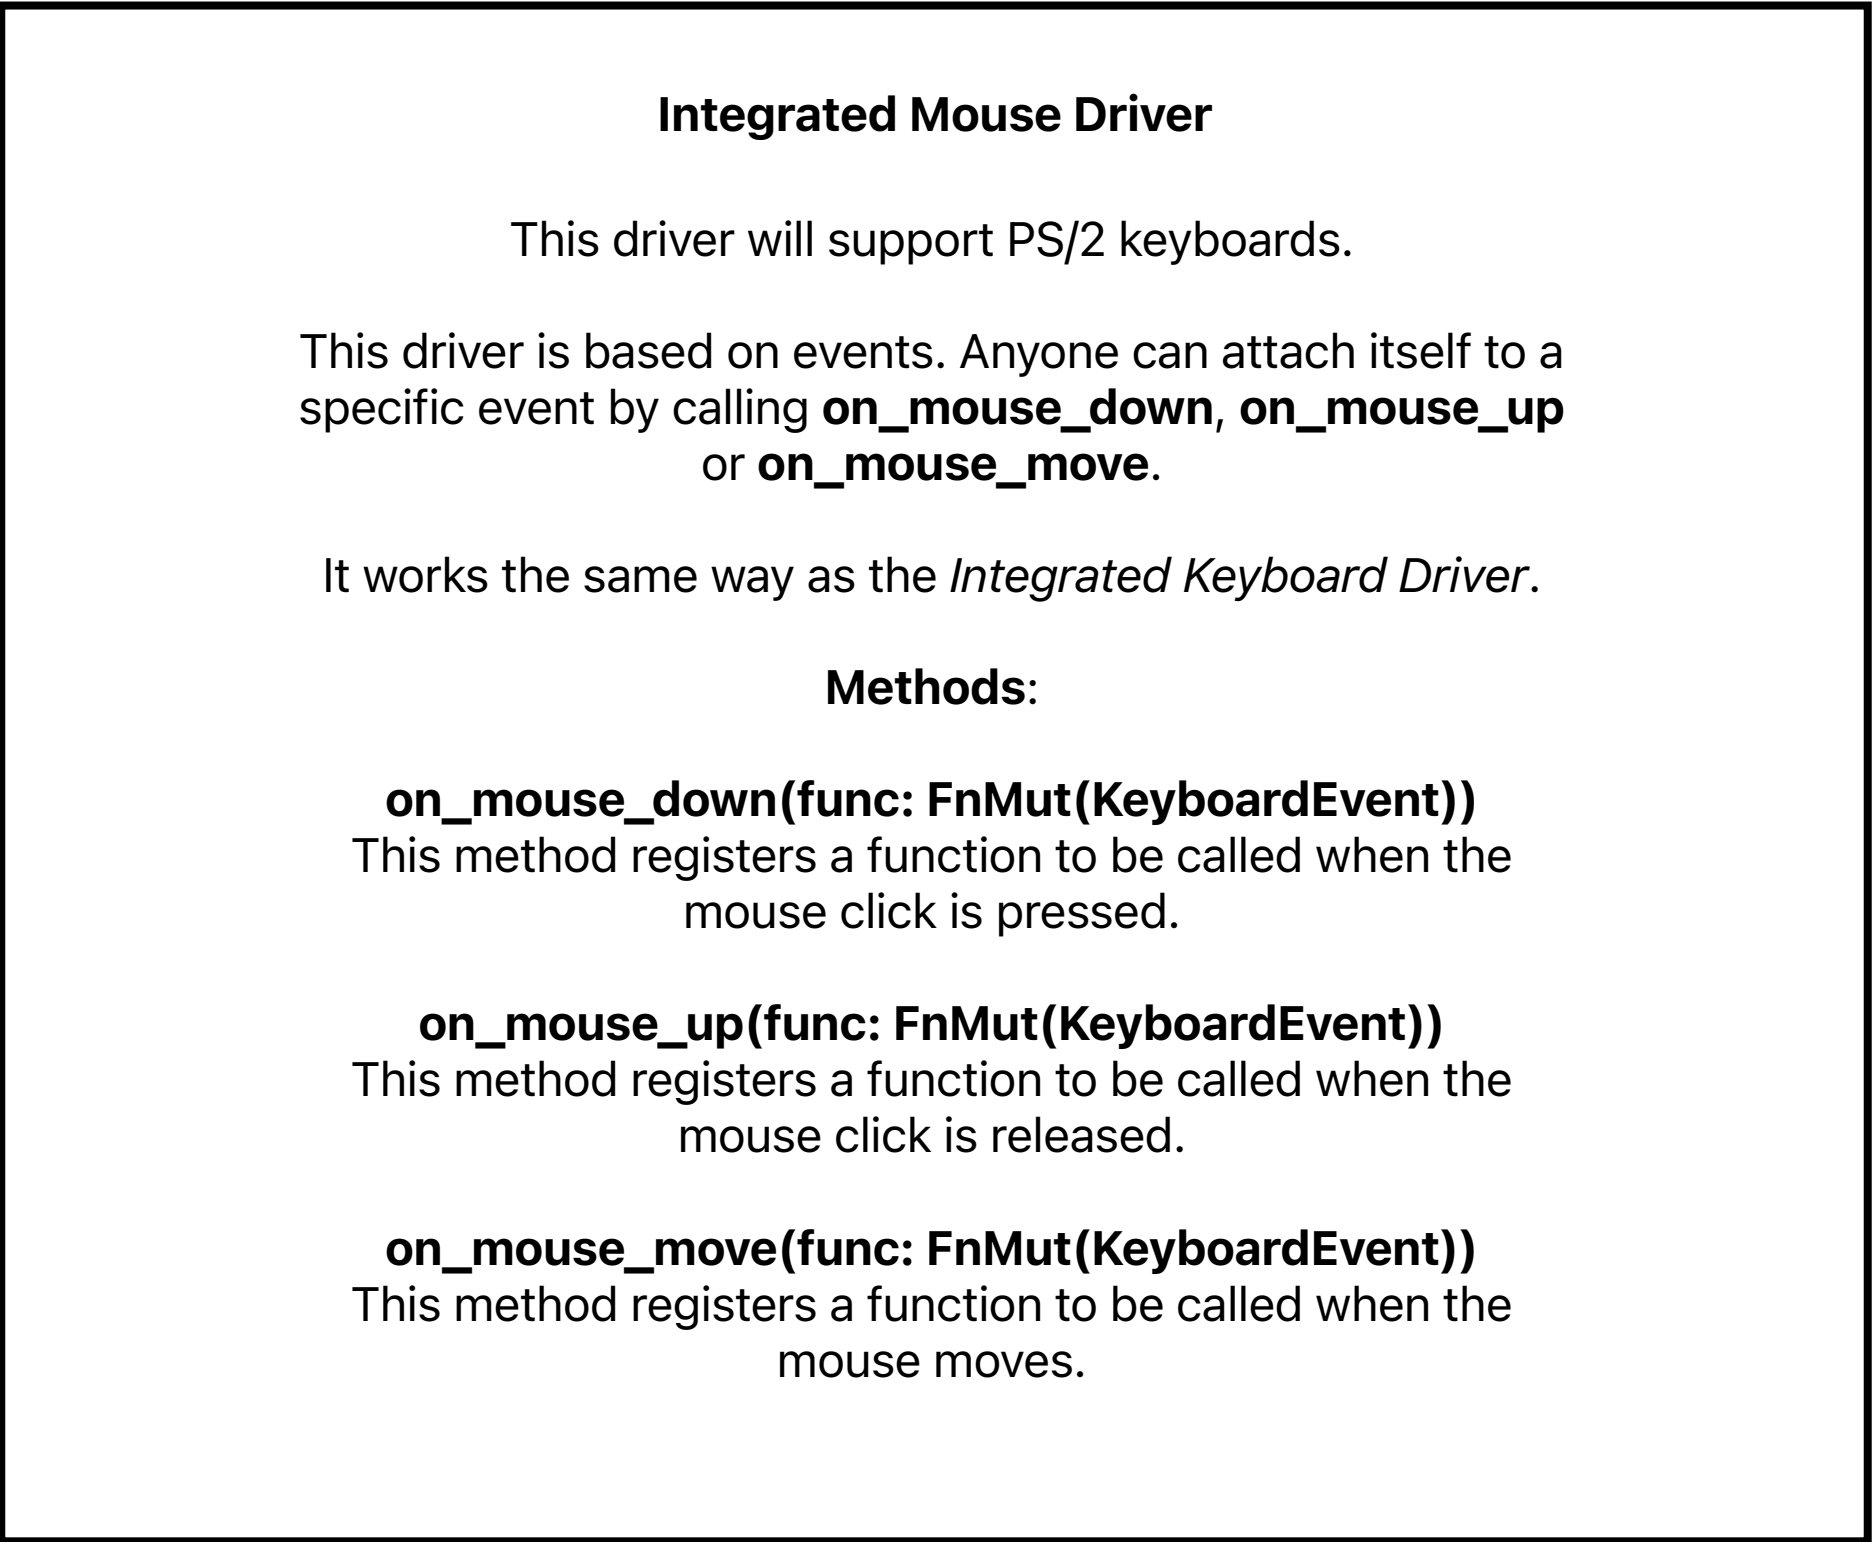 Integrated Mouse Driver
This driver will support PS/2 keyboards.
This driver is based on events. Anyone can attach itself to a
specific event by calling on_mouse_down, on_mouse_up
or on_mouse_move.
It works the same way as the Integrated Keyboard Driver.
Methods:
on_mouse_down(func: FnMut(KeyboardEvent))
This method registers a function to be called when the
mouse click is pressed.
on_mouse_up(func: FnMut(KeyboardEvent))
This method registers a function to be called when the
mouse click is released.
on_mouse_move(func: FnMut(KeyboardEvent))
This method registers a function to be called when the
mouse moves.